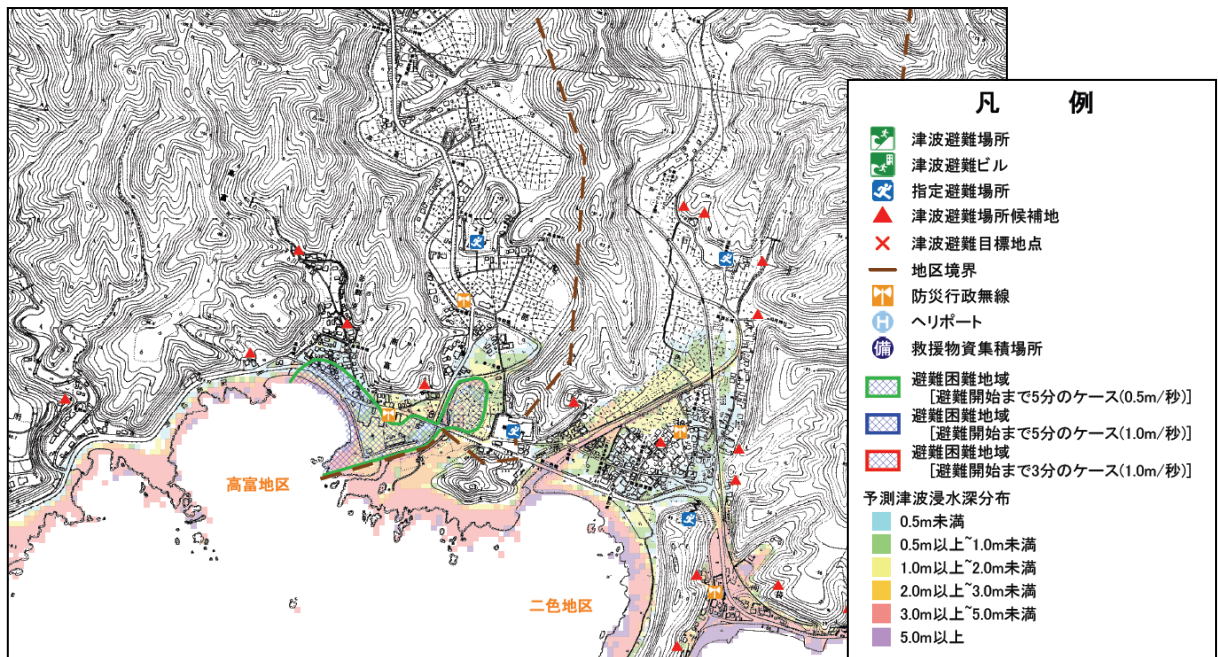 凡 例
津波避難場所
津波避難ビル
指定避難場所
津波避難場所候補地
津波避難目標地点
地区境界
防災行政無線
H ヘリポート
備 救援物資集積場所
避難困難地域
[避難開始まで5分のケース(0.5m/秒)]
避難困難地域
[避難開始まで5分のケース(1.0m/秒)]
避難困難地域
[避難開始まで3分のケース(1.0m/秒)]
予測津波浸水深分布
0.5m未満
0.5m以上~1.0m未満
1.0m以上~2.0m未満
2.0m以上~3.0m未満
3.0m以上~5.0m未満
5.0m以上
高富地区
二色地区